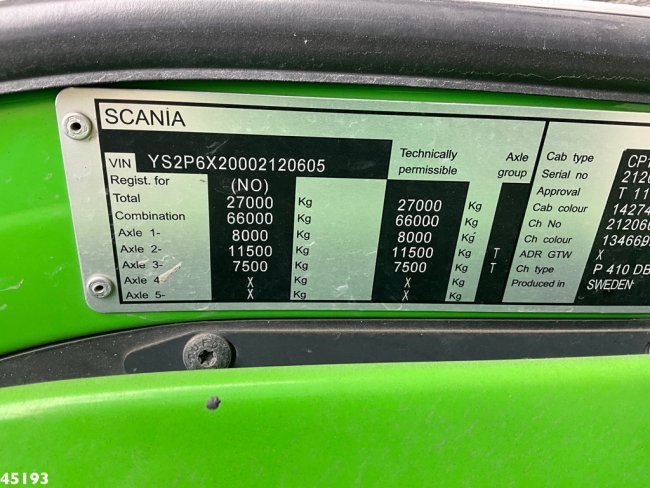 SCANIA
VIN YS2P6X20002120605 Technically permissible Axle group
Regist. for (NO)
Total 27000 Kg 27000 Kg
Combination 66000 Kg 66000 Kg
Axle 1- 8000 Kg 8000 Kg
Axle 2- 11500 Kg 11500 Kg T
Axle 3- 7500 Kg 7500 Kg T
Axle 4- X Kg X Kg
Axle 5- X Kg X Kg
Cab type
Serial no
Approval T 11
Cab colour
Ch No
Ch colour
ADR GTW X
Ch type P 410 DB
Produced in SWEDEN
45193